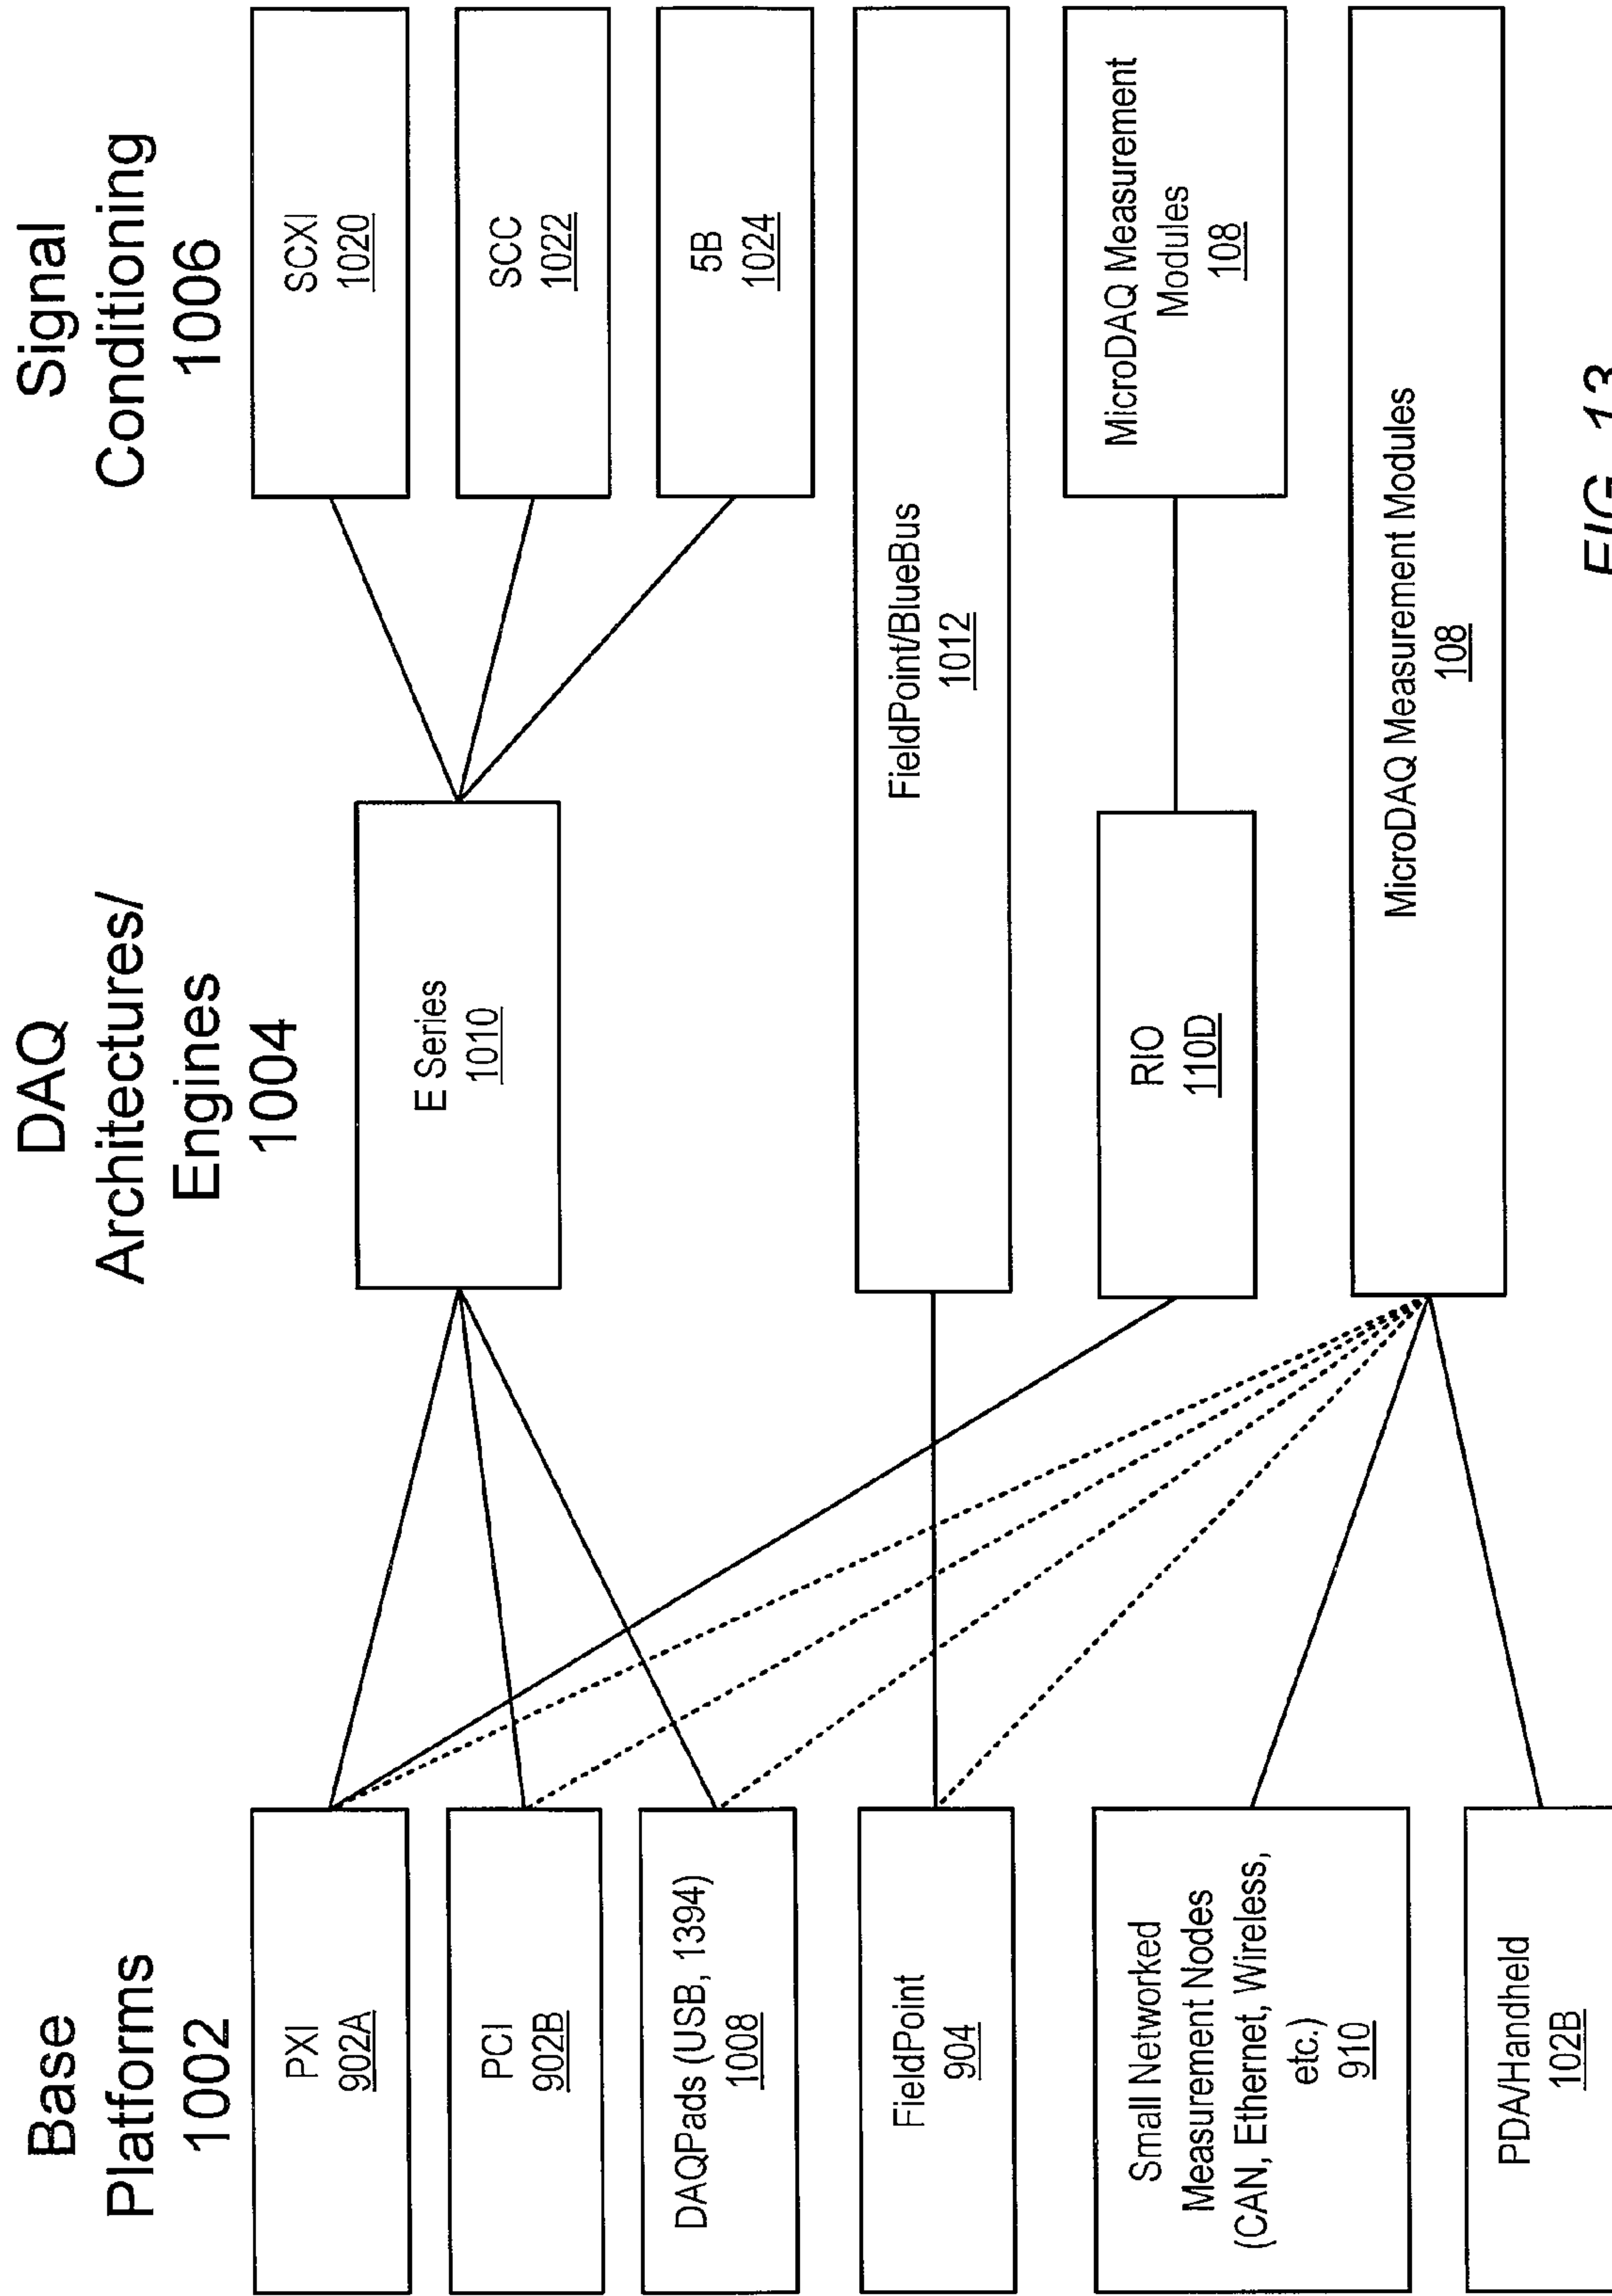 Base
Platforms
1002
PXI
902A
PCI
902B
DAQPads (USB, 1394)
1008
FieldPoint
904
Small Networked
Measurement Nodes
(CAN, Ethernet, Wireless,
etc.)
910
PDA/Handheld
102B
DAQ
Architectures/
Engines
1004
E Series
1010
FieldPoint/BlueBus
1012
RIO
110D
MicroDAQ Measurement Modules
108
Signal
Conditioning
1006
SCXI
1020
SCC
1022
5B
1024
MicroDAQ Measurement
Modules
108
FIG. 13